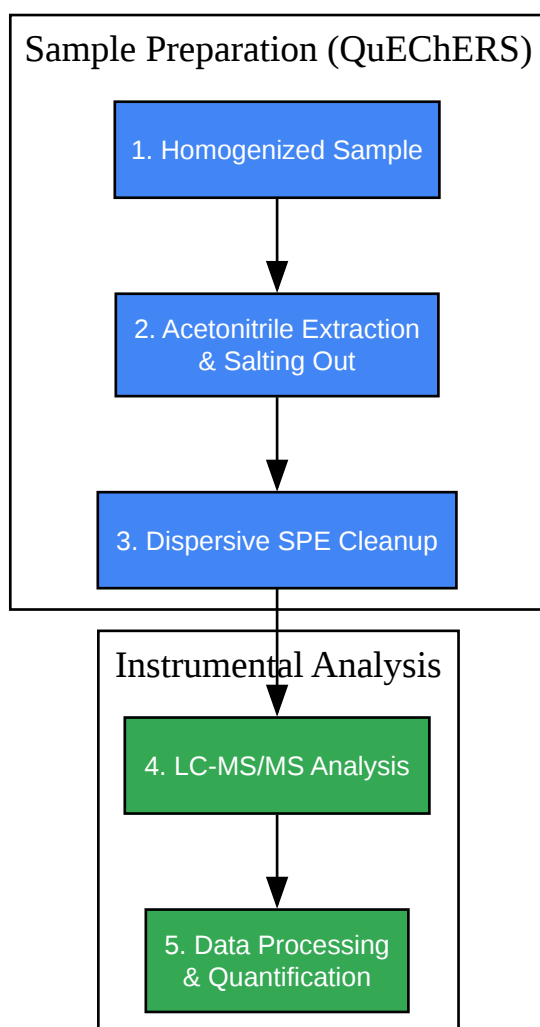 Sample Preparation (QuEChERS)
1. Homogenized Sample
2. Acetonitrile Extraction
& Salting Out
3. Dispersive SPE Cleanup
Instrumental Analysis
4. LC-MS/MS Analysis
5. Data Processing
& Quantification